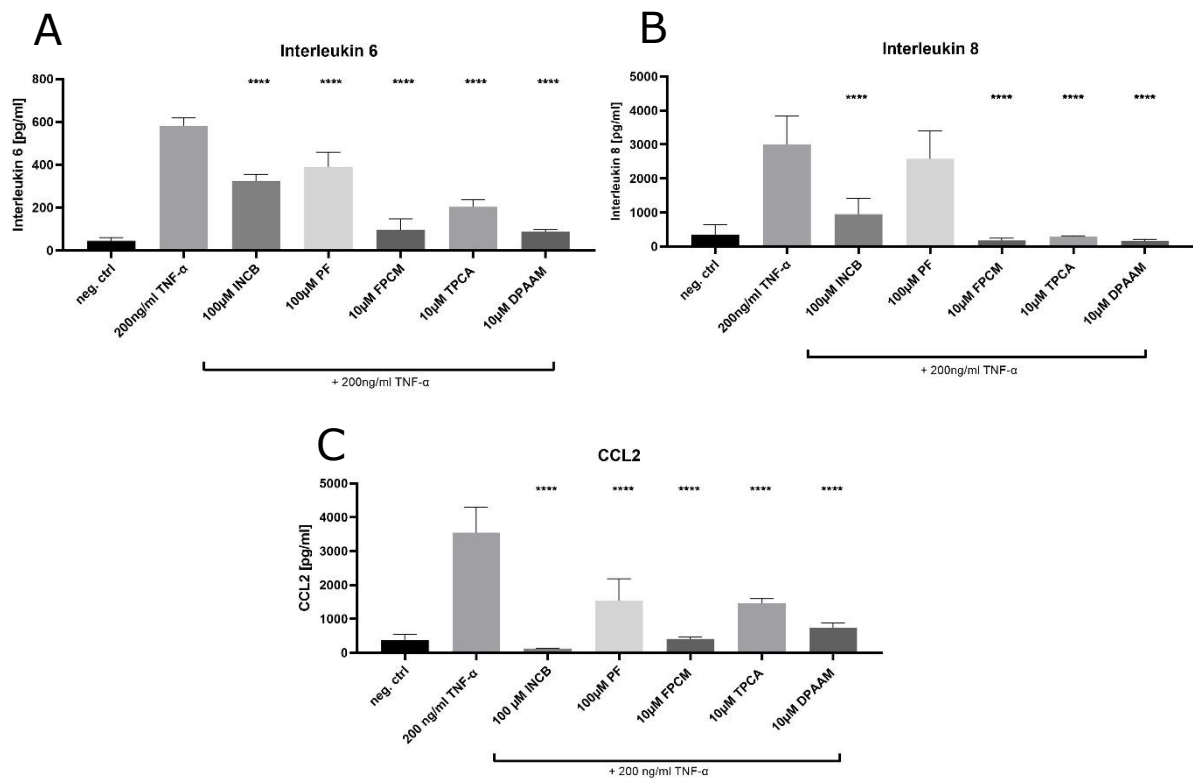 A
Interleukin 6
**** **** **** **** ****
Interleukin 6 [pg/ml]
800
600
400
200
0
neg. ctrl
200ng/ml TNF-α
100μM INCB
100μM PF
10μM FPCM
10μM TPCA
10μM DPAAM
+ 200ng/ml TNF-α
B
Interleukin 8
**** **** **** ****
Interleukin 8 [pg/ml]
5000
4000
3000
2000
1000
0
neg. ctrl
200ng/ml TNF-α
100μM INCB
100μM PF
10μM FPCM
10μM TPCA
10μM DPAAM
+ 200ng/ml TNF-α
C
CCL2
**** **** **** **** ****
CCL2 [pg/ml]
5000
4000
3000
2000
1000
0
neg. ctrl
200 ng/ml TNF-α
100 μM INCB
100μM PF
10μM FPCM
10μM TPCA
10μM DPAAM
+ 200 ng/ml TNF-α